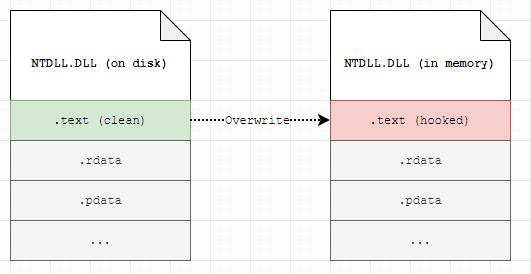 NTDLL.DLL (on disk)
NTDLL.DLL (in memory)
.text (clean)
Overwrite
.text (hooked)
.rdata
.rdata
.pdata
.pdata
...
...